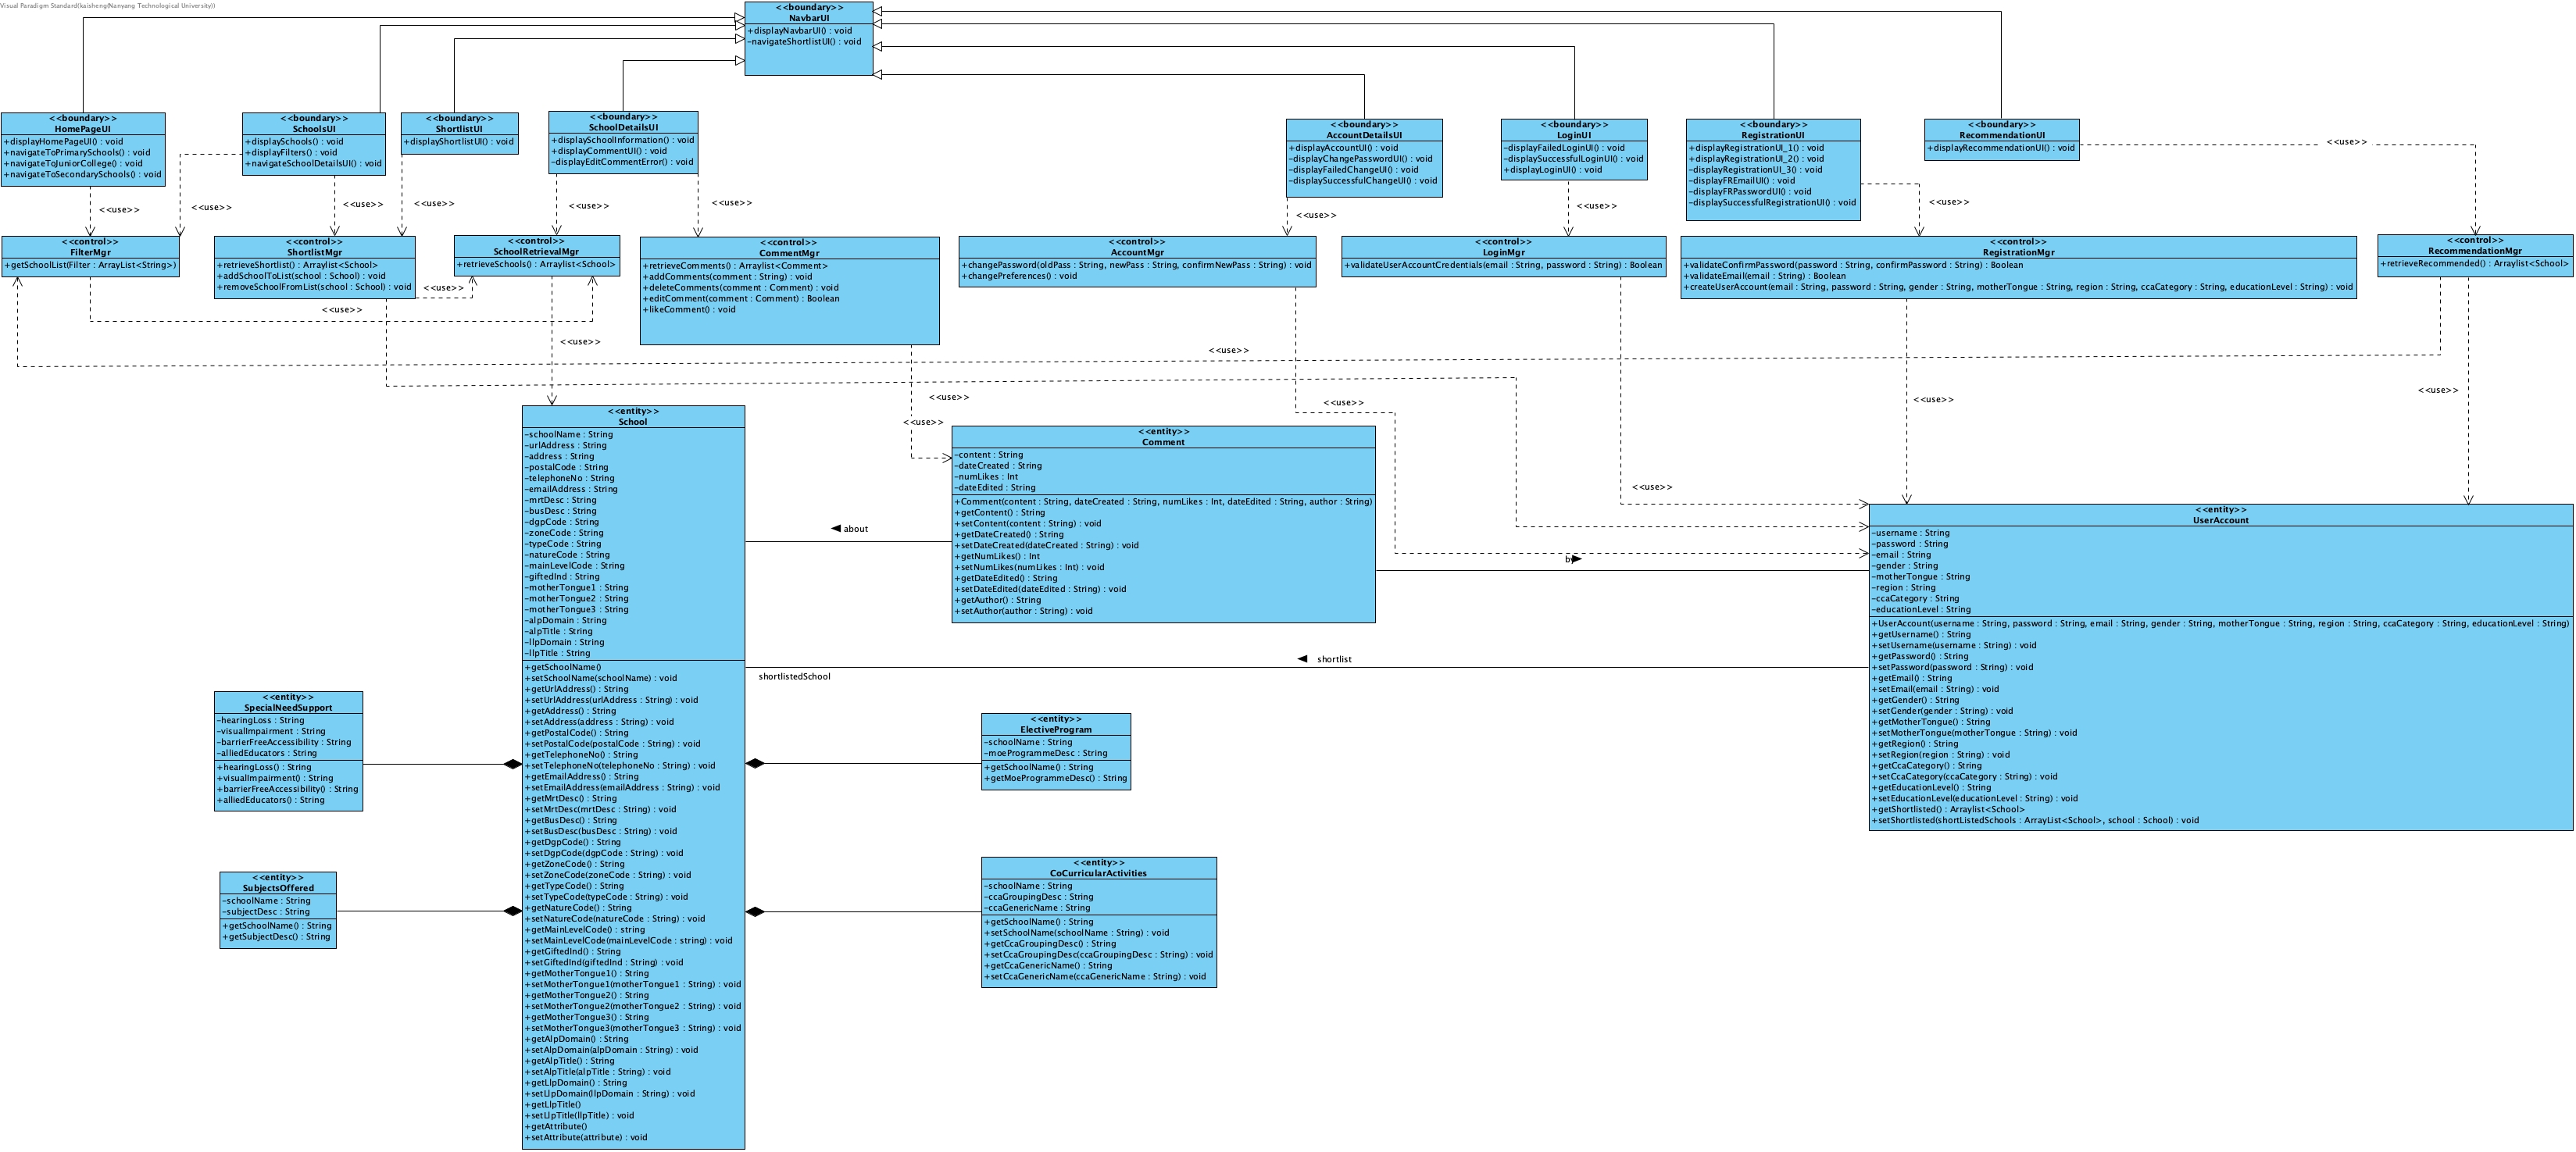 Visual Paradigm Standard(kaisheng(Nanyang Technological University))
<<boundary>>
NavbarUI
+displayNavbarUI() : void
-navigateShortlistUI() : void
<<boundary>>
HomePageUI
+displayHomePageUI() : void
+navigateToPrimarySchools() : void
+navigateToJuniorCollege() : void
+navigateToSecondarySchools() : void
<<boundary>>
SchoolsUI
+displaySchools() : void
+displayFilters() : void
+navigateSchoolDetailsUI() : void
<<boundary>>
ShortlistUI
+displayShortlistUI() : void
<<boundary>>
SchoolDetailsUI
+displaySchoolInformation() : void
+displayCommentUI() : void
-displayEditCommentError() : void
<<boundary>>
AccountDetailsUI
+displayAccountUI() : void
-displayChangePasswordUI() : void
-displayFailedChangeUI() : void
-displaySuccessfulChangeUI() : void
<<boundary>>
LoginUI
-displayFailedLoginUI() : void
-displaySuccessfulLoginUI() : void
+displayLoginUI() : void
<<boundary>>
RegistrationUI
+displayRegistrationUI_1() : void
+displayRegistrationUI_2() : void
-displayRegistrationUI_3() : void
-displayFREmailUI() : void
-displayFRPasswordUI() : void
-displaySuccessfulRegistrationUI() : void
<<boundary>>
RecommendationUI
+displayRecommendationUI() : void
<<use>>
<<use>>
<<use>>
<<use>>
<<use>>
<<use>>
<<use>>
<<use>>
<<use>>
<<use>>
<<control>>
FilterMgr
+getSchoolList(Filter : ArrayList<String>)
<<control>>
ShortlistMgr
+retrieveShortlist() : Arraylist<School>
+addSchoolToList(school : School) : void
+removeSchoolFromList(school : School) : void
<<control>>
SchoolRetrievalMgr
+retrieveSchools() : Arraylist<School>
<<control>>
CommentMgr
+retrieveComments() : Arraylist<Comment>
+addComments(comment : String) : void
+deleteComments(comment : Comment) : void
+editComment(comment : Comment) : Boolean
+likeComment() : void
<<control>>
AccountMgr
+changePassword(oldPass : String, newPass : String, confirmNewPass : String) : void
+changePreferences() : void
<<control>>
LoginMgr
+validateUserAccountCredentials(email : String, password : String) : Boolean
<<control>>
RegistrationMgr
+validateConfirmPassword(password : String, confirmPassword : String) : Boolean
+validateEmail(email : String) : Boolean
+createUserAccount(email : String, password : String, gender : String, motherTongue : String, region : String, ccaCategory : String, educationLevel : String) : void
<<control>>
RecommendationMgr
+retrieveRecommended() : Arraylist<School>
<<use>>
<<use>>
<<use>>
<<use>>
<<use>>
<<use>>
<<use>>
<<use>>
<<use>>
<<use>>
<<entity>>
School
-schoolName : String
-urlAddress : String
-address : String
-postalCode : String
-telephoneNo : String
-emailAddress : String
-mrtDesc : String
-busDesc : String
-dgpCode : String
-zoneCode : String
-typeCode : String
-natureCode : String
-mainLevelCode : String
-giftedInd : String
-motherTongue1 : String
-motherTongue2 : String
-motherTongue3 : String
-alpDomain : String
-alpTitle : String
-llpDomain : String
-llpTitle : String
+getSchoolName()
+setSchoolName(schoolName) : void
+getUrlAddress() : String
+setUrlAddress(urlAddress : String) : void
+getAddress() : String
+setAddress(address : String) : void
+getPostalCode() : String
+setPostalCode(postalCode : String) : void
+getTelephoneNo() : String
+setTelephoneNo(telephoneNo : String) : void
+getEmailAddress() : String
+setEmailAddress(emailAddress : String) : void
+getMrtDesc() : String
+setMrtDesc(mrtDesc : String) : void
+getBusDesc() : String
+setBusDesc(busDesc : String) : void
+getDgpCode() : String
+setDgpCode(dgpCode : String) : void
+getZoneCode() : String
+setZoneCode(zoneCode : String) : void
+getTypeCode() : String
+setTypeCode(typeCode : String) : void
+getNatureCode() : String
+setNatureCode(natureCode : String) : void
+getMainLevelCode() : string
+setMainLevelCode(mainLevelCode : string) : void
+getGiftedInd() : String
+setGiftedInd(giftedInd : String) : void
+getMotherTongue1() : String
+setMotherTongue1(motherTongue1 : String) : void
+getMotherTongue2() : String
+setMotherTongue2(motherTongue2 : String) : void
+getMotherTongue3() : String
+setMotherTongue3(motherTongue3 : String) : void
+getAlpDomain() : String
+setAlpDomain(alpDomain : String) : void
+getAlpTitle() : String
+setAlpTitle(alpTitle : String) : void
+getLlpDomain() : String
+setLlpDomain(llpDomain : String) : void
+getLlpTitle()
+setLlpTitle(llpTitle) : void
+getAttribute()
+setAttribute(attribute) : void
<<entity>>
Comment
-content : String
-dateCreated : String
-numLikes : Int
-dateEdited : String
+Comment(content : String, dateCreated : String, numLikes : Int, dateEdited : String, author : String)
+getContent() : String
+setContent(content : String) : void
+getDateCreated() : String
+setDateCreated(dateCreated : String) : void
+getNumLikes() : Int
+setNumLikes(numLikes : Int) : void
+getDateEdited() : String
+setDateEdited(dateEdited : String) : void
+getAuthor() : String
+setAuthor(author : String) : void
about
by
shortlist
shortlistedSchool
<<entity>>
UserAccount
-username : String
-password : String
-email : String
-gender : String
-motherTongue : String
-region : String
-ccaCategory : String
-educationLevel : String
+UserAccount(username : String, password : String, email : String, gender : String, motherTongue : String, region : String, ccaCategory : String, educationLevel : String)
+getUsername() : String
+setUsername(username : String) : void
+getPassword() : String
+setPassword(password : String) : void
+getEmail() : String
+setEmail(email : String) : void
+getGender() : String
+setGender(gender : String) : void
+getMotherTongue() : String
+setMotherTongue(motherTongue : String) : void
+getRegion() : String
+setRegion(region : String) : void
+getCcaCategory() : String
+setCcaCategory(ccaCategory : String) : void
+getEducationLevel() : String
+setEducationLevel(educationLevel : String) : void
+getShortlisted() : Arraylist<School>
+setShortlisted(shortListedSchools : ArrayList<School>, school : School) : void
<<entity>>
SpecialNeedSupport
-hearingLoss : String
-visualImpairment : String
-barrierFreeAccessibility : String
-alliedEducators : String
+hearingLoss() : String
+visualImpairment() : String
+barrierFreeAccessibility() : String
+alliedEducators() : String
<<entity>>
ElectiveProgram
-schoolName : String
-moeProgrammeDesc : String
+getSchoolName() : String
+getMoeProgrammeDesc() : String
<<entity>>
SubjectsOffered
-schoolName : String
-subjectDesc : String
+getSchoolName() : String
+getSubjectDesc() : String
<<entity>>
CoCurricularActivities
-schoolName : String
-ccaGroupingDesc : String
-ccaGenericName : String
+getSchoolName() : String
+setSchoolName(schoolName : String) : void
+getCcaGroupingDesc() : String
+setCcaGroupingDesc(ccaGroupingDesc : String) : void
+getCcaGenericName() : String
+setCcaGenericName(ccaGenericName : String) : void